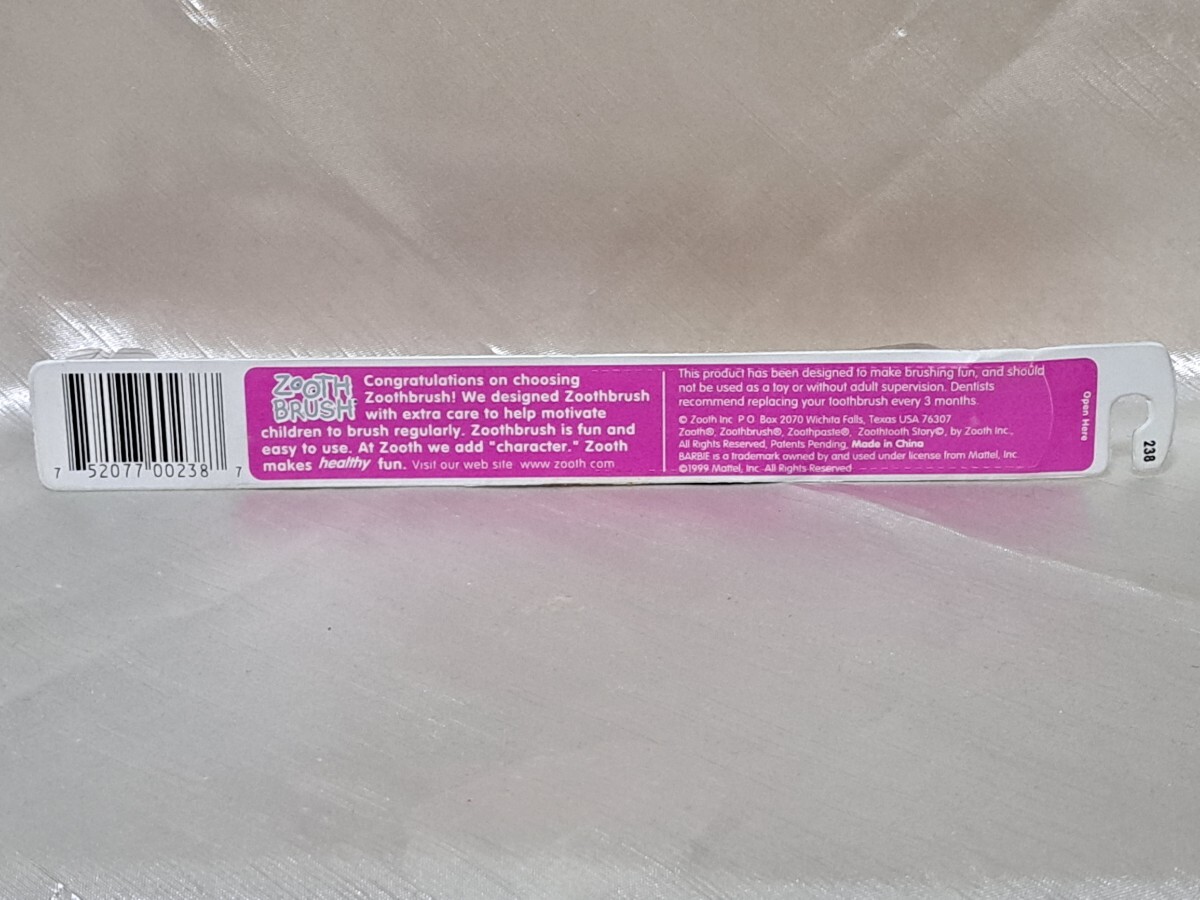 7 52077 00238 7
ZOOTH
BRUSH
Congratulations on choosing
Zoothbrush! We designed Zoothbrush
with extra care to help motivate
children to brush regularly. Zoothbrush is fun and
easy to use. At Zooth we add "character." Zooth
makes healthy fun. Visit our web site www.zooth.com
This product has been designed to make brushing fun, and should
not be used as a toy or without adult supervision. Dentists
recommend replacing your toothbrush every 3 months.
© Zooth Inc P.O. Box 2070 Wichita Falls, Texas USA 76307
Zooth®, Zoothbrush®, Zoothpaste®, Zoothtooth Story©, by Zooth Inc.,
All Rights Reserved, Patents Pending, Made in China
BARBIE is a trademark owned by and used under license from Mattel, Inc.
©1999 Mattel, Inc. All Rights Reserved
Open Here
238